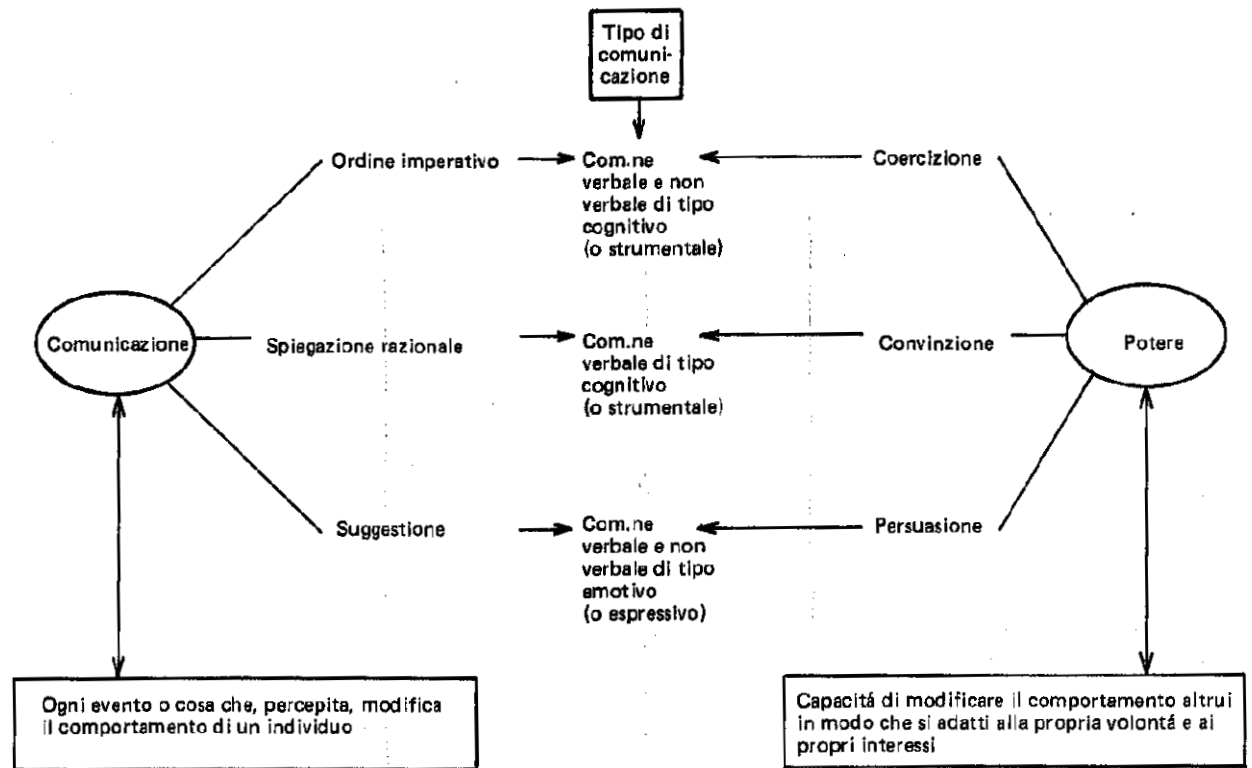 Tipo di
comuni-
cazione
Ordine imperativo
Com.ne
verbale e non
verbale di tipo
cognitivo
(o strumentale)
Coercizione
Comunicazione
Spiegazione razionale
Com.ne
verbale di tipo
cognitivo
(o strumentale)
Convinzione
Potere
Suggestione
Com.ne
verbale e non
verbale di tipo
emotivo
(o espressivo)
Persuasione
Ogni evento o cosa che, percepita, modifica
il comportamento di un individuo
Capacitá di modificare il comportamento altrui
in modo che si adatti alla propria volontá e ai
propri interessi